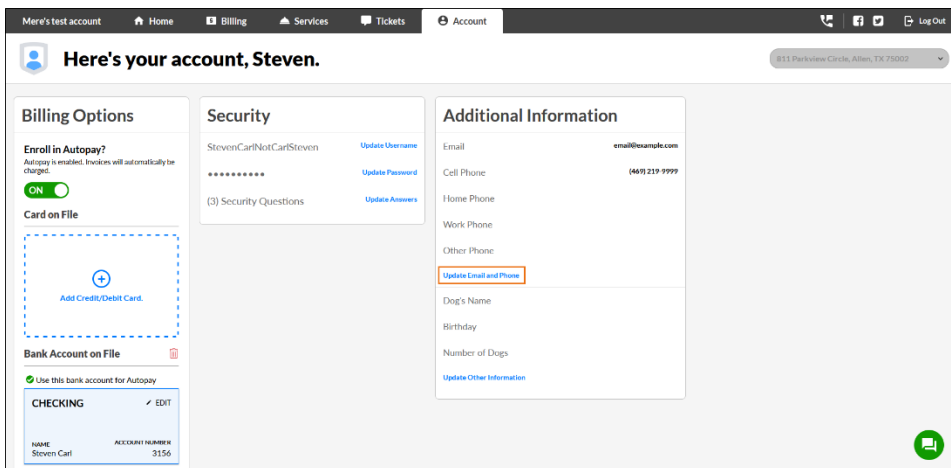 Mere's test account
Home
Billing
Services
Tickets
Account
Log Out
Here's your account, Steven.
811 Parkview Circle, Allen, TX 75002
Billing Options
Enroll in Autopay?
Autopay is enabled. Invoices will automatically be
charged.
ON
Card on File
Add Credit/Debit Card.
Bank Account on File
Use this bank account for Autopay
CHECKING
EDIT
NAME
ACCOUNT NUMBER
Steven Carl
3156
Security
StevenCarlNotCarlSteven
Update Username
••••••••••
Update Password
(3) Security Questions
Update Answers
Additional Information
Email
email@example.com
Cell Phone
(469) 219-9999
Home Phone
Work Phone
Other Phone
Update Email and Phone
Dog's Name
Birthday
Number of Dogs
Update Other Information